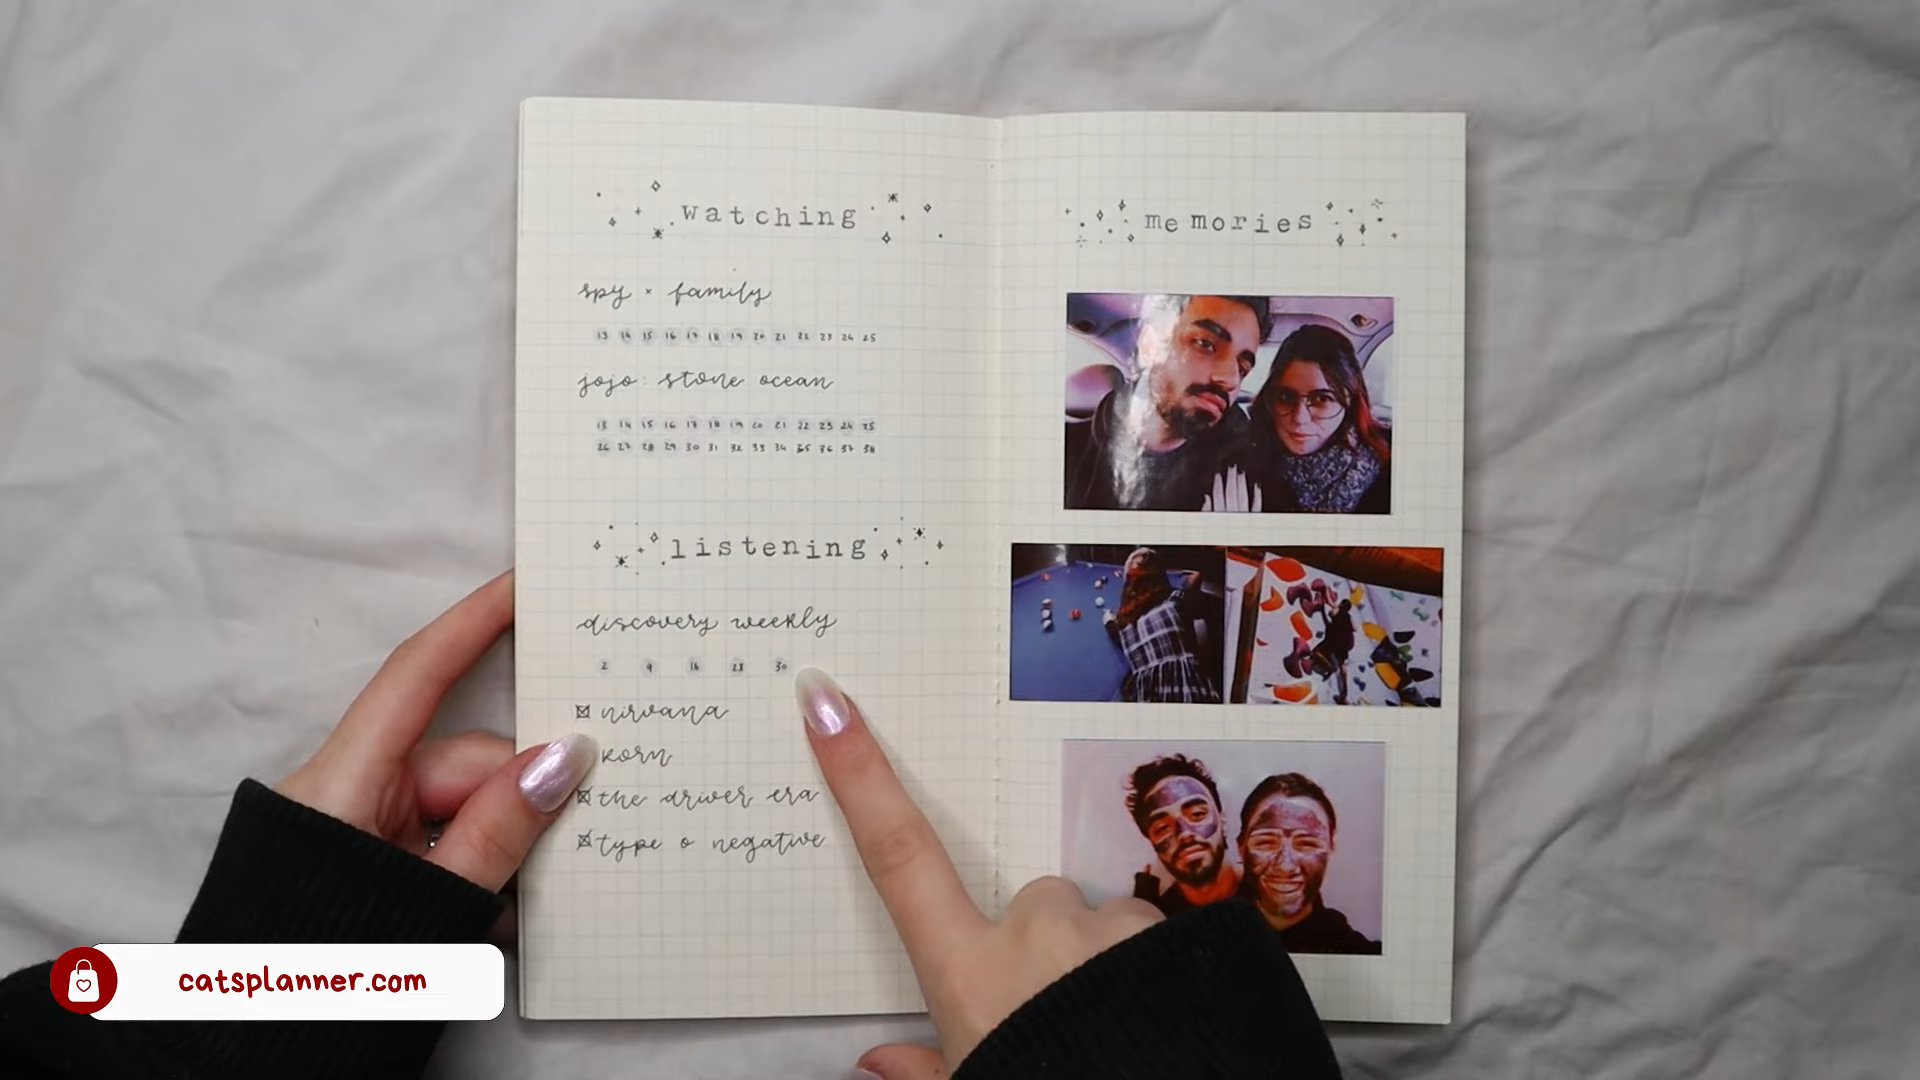 watching
spy × family
13 14 15 16 17 18 19 20 21 22 23 24 25
jojo: stone ocean
13 14 15 16 17 18 19 20 21 22 23 24 25
26 27 28 29 30 31 32 33 34 35 36 37 38
listening
discovery weekly
2 9 16 23 30
nirvana
korn
the driver era
type o negative
memories
catsplanner.com